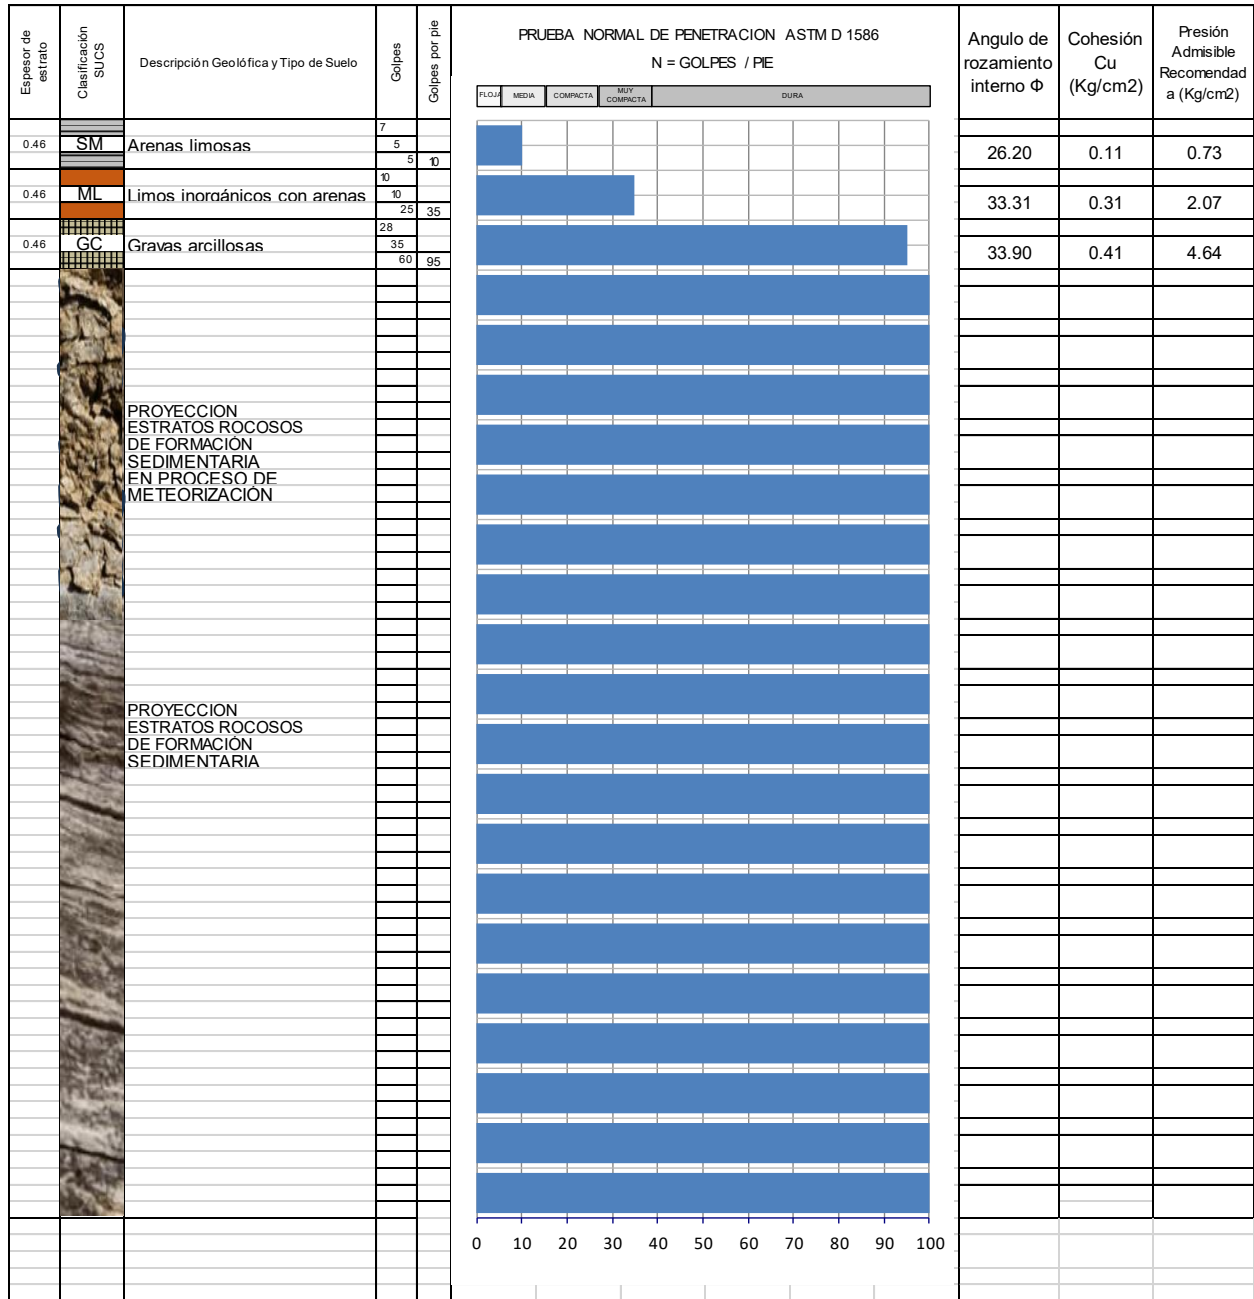 Espesor de
estrato
Clasificación
SUCS
Descripción Geolófica y Tipo de Suelo
Golpes
Golpes por pie
PRUEBA NORMAL DE PENETRACION ASTM D 1586
N = GOLPES / PIE
FLOJA MEDIA COMPACTA MUY COMPACTA DURA
Angulo de
rozamiento
interno Φ
Cohesión
Cu
(Kg/cm2)
Presión
Admisible
Recomendad
a (Kg/cm2)
7
0.46 SM Arenas limosas 5
5 10 26.20 0.11 0.73
10
0.46 ML Limos inorgánicos con arenas 10
25 35 33.31 0.31 2.07
28
0.46 GC Gravas arcillosas 35
60 95 33.90 0.41 4.64
PROYECCION
ESTRATOS ROCOSOS
DE FORMACIÓN
SEDIMENTARIA
EN PROCESO DE
METEORIZACIÓN
PROYECCION
ESTRATOS ROCOSOS
DE FORMACIÓN
SEDIMENTARIA
0 10 20 30 40 50 60 70 80 90 100